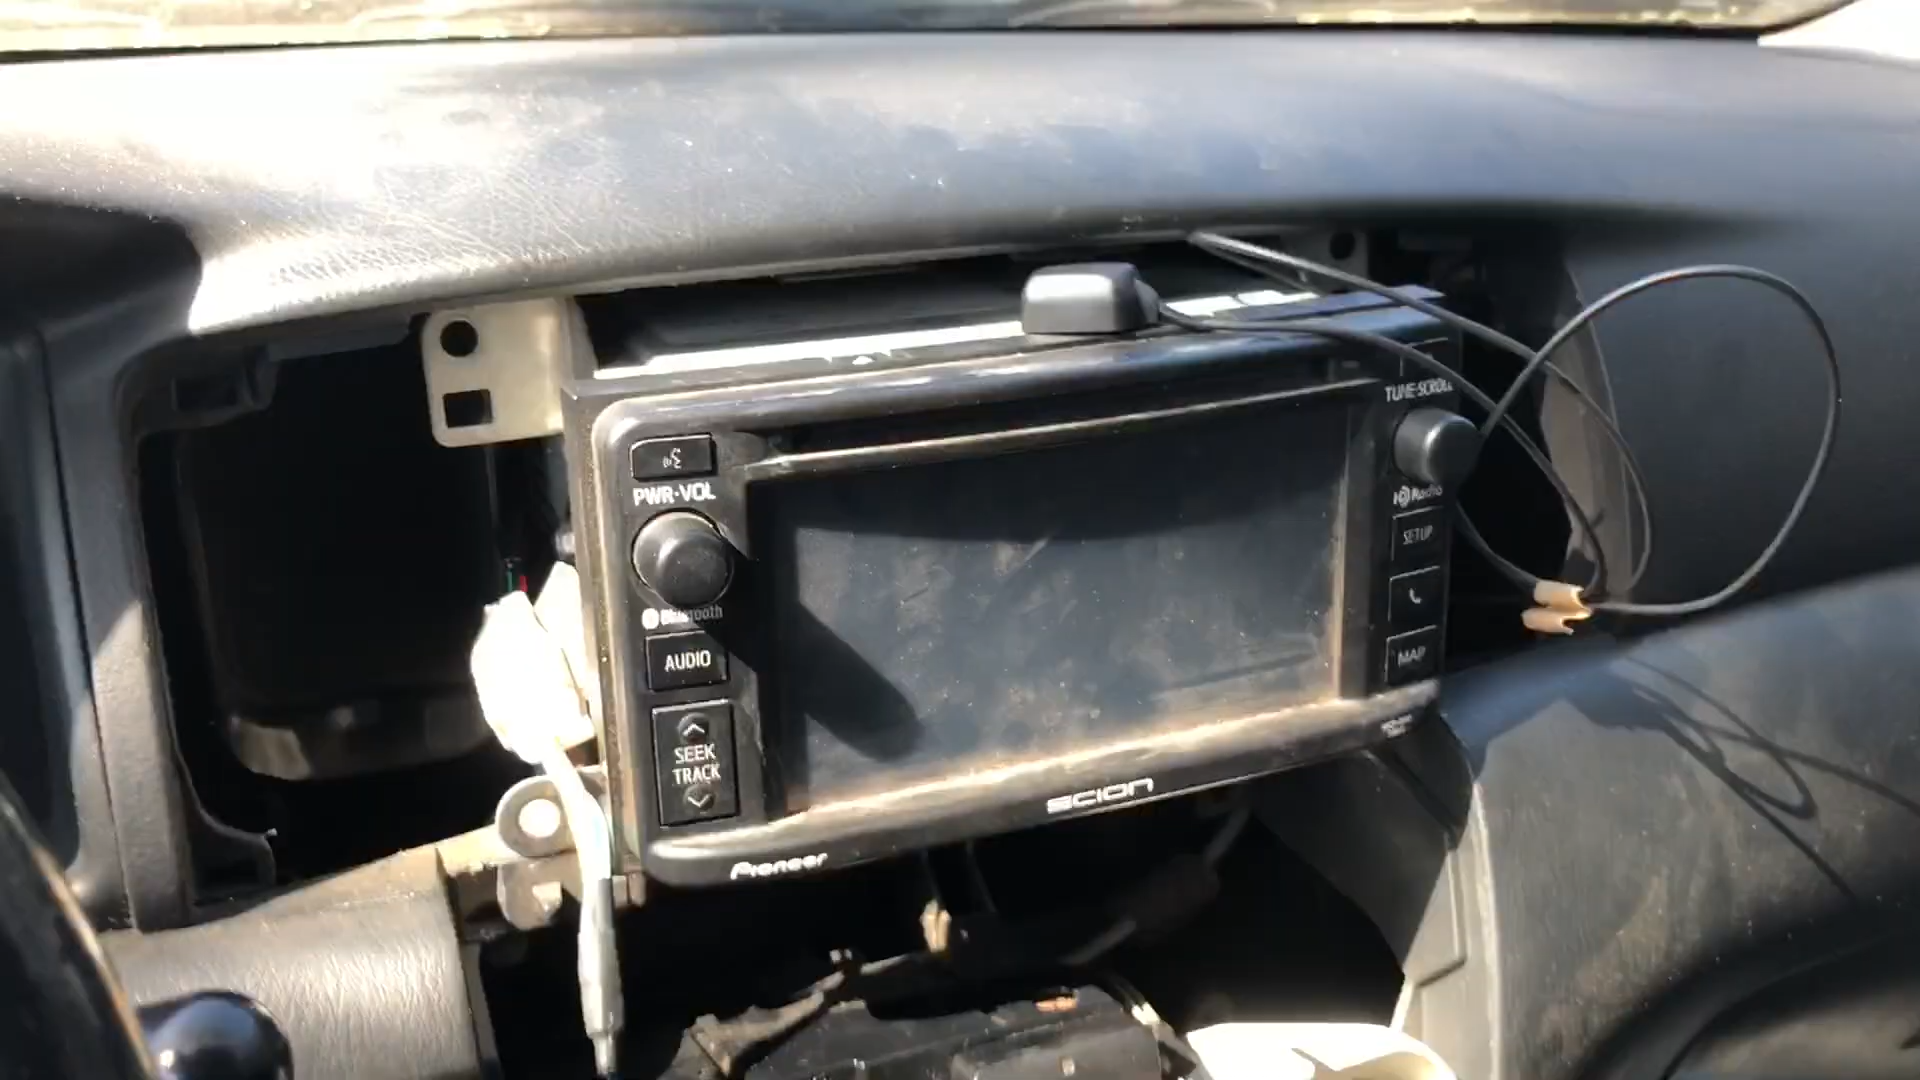 PWR·VOL
Bluetooth
AUDIO
SEEK
TRACK
Pioneer
SCION
TUNE·SCROLL
HD Radio
SETUP
MAP